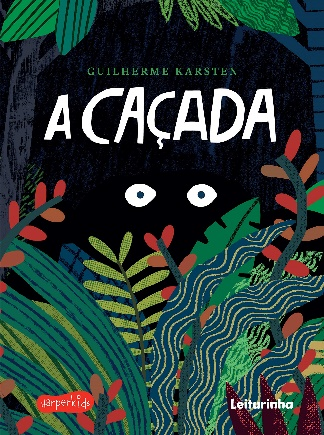 GUILHERME KARSTEN
A CAÇADA
harperkids
Leiturinha